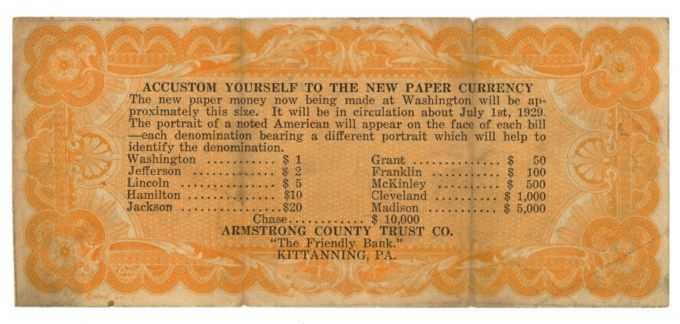 ACCUSTOM YOURSELF TO THE NEW PAPER CURRENCY
The new paper money now being made at Washington will be ap-
proximately this size. It will be in circulation about July 1st, 1929.
The portrait of a noted American will appear on the face of each bill
—each denomination bearing a different portrait which will help to
identify the denomination.
Washington ............ $ 1 Grant .............. $ 50
Jefferson .............. $ 2 Franklin ........... $ 100
Lincoln ................ $ 5 McKinley .......... $ 500
Hamilton ..............$10 Cleveland .......... $ 1,000
Jackson ...............$20 Madison ........... $ 5,000
Chase............ $ 10,000
ARMSTRONG COUNTY TRUST CO.
"The Friendly Bank."
KITTANNING, PA.